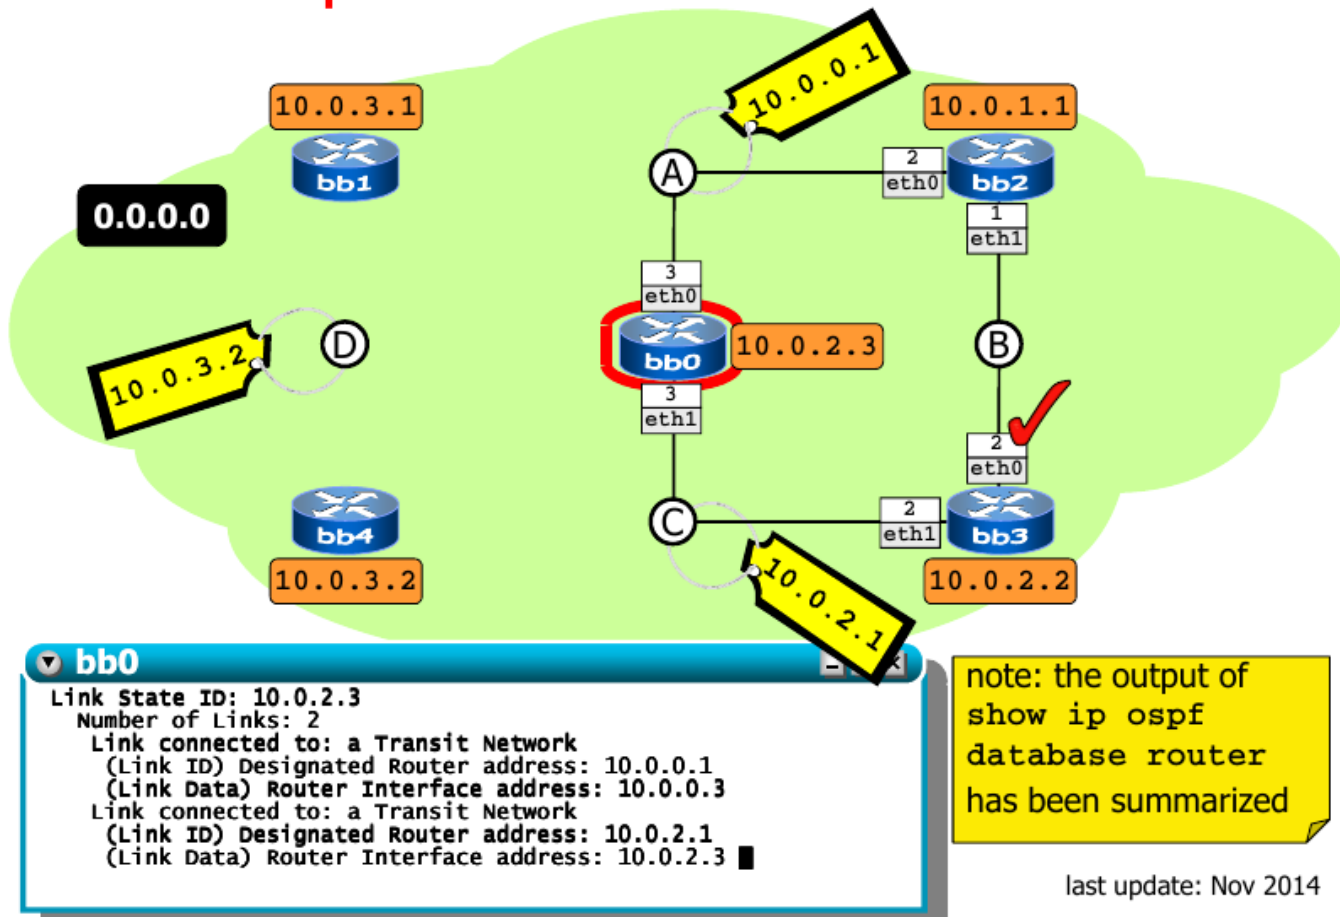 10.0.0.1
10.0.3.1
10.0.1.1
bb1
A
2
eth0
bb2
0.0.0.0
1
eth1
3
eth0
10.0.3.2
D
bb0
10.0.2.3
B
3
eth1
2
eth0
bb4
C
2
eth1
bb3
10.0.3.2
10.0.2.1
10.0.2.2
bb0
Link State ID: 10.0.2.3
Number of Links: 2
Link connected to: a Transit Network
(Link ID) Designated Router address: 10.0.0.1
(Link Data) Router Interface address: 10.0.0.3
Link connected to: a Transit Network
(Link ID) Designated Router address: 10.0.2.1
(Link Data) Router Interface address: 10.0.2.3
note: the output of
show ip ospf
database router
has been summarized
last update: Nov 2014